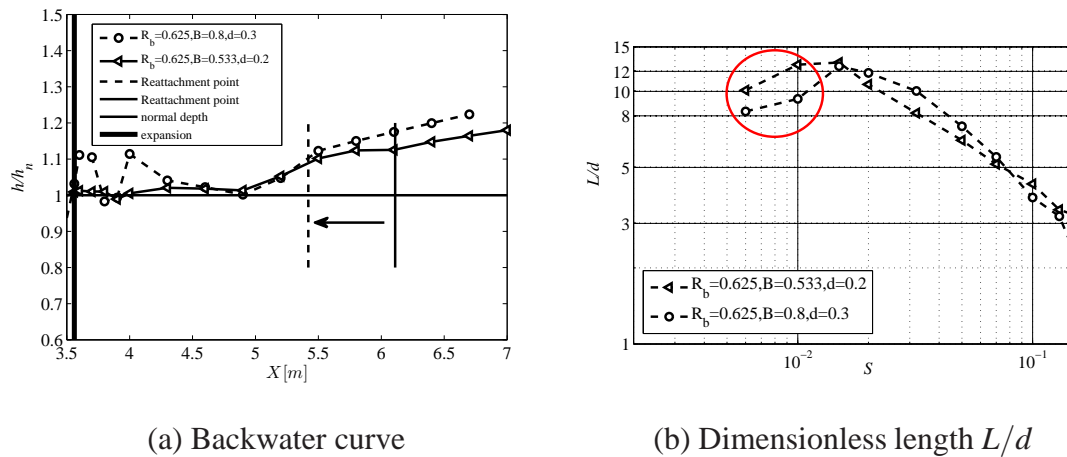 1.5
1.4
1.3
1.2
1.1
1
0.9
0.8
0.7
0.6
h/h_n
3.5 4 4.5 5 5.5 6 6.5 7
X[m]
R_b=0.625,B=0.8,d=0.3
R_b=0.625,B=0.533,d=0.2
Reattachment point
Reattachment point
normal depth
expansion
(a) Backwater curve
15
12
10
8
5
3
1
L/d
10^-2 10^-1
S
R_b=0.625,B=0.533,d=0.2
R_b=0.625,B=0.8,d=0.3
(b) Dimensionless length L/d